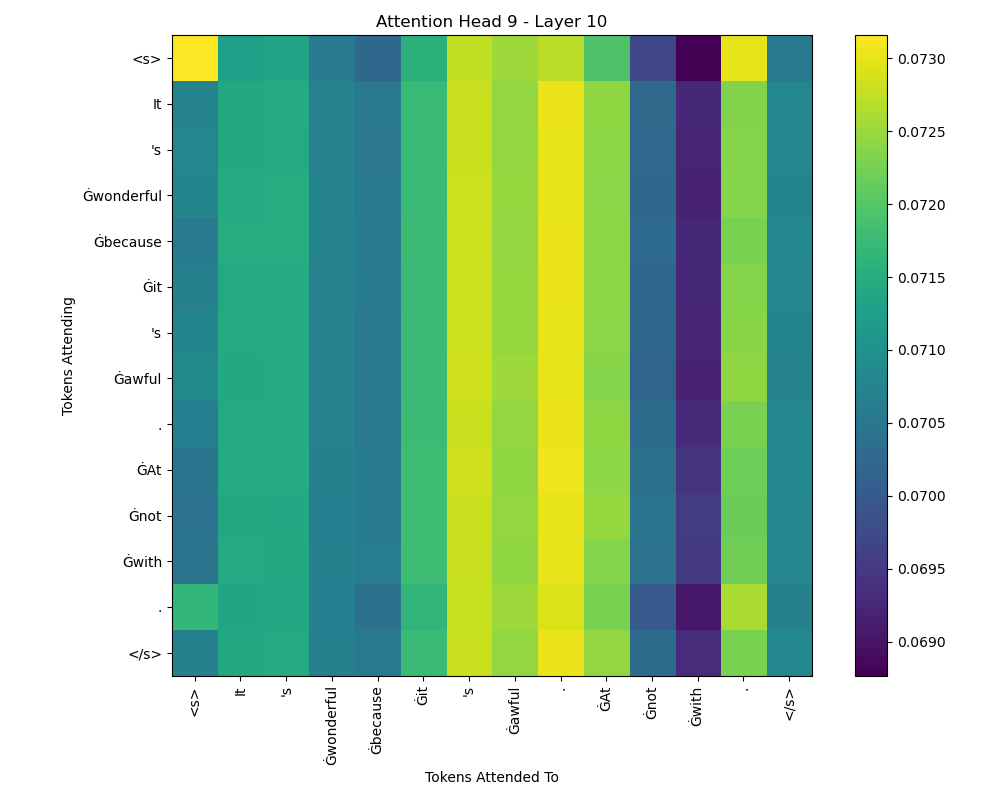 Attention Head 9 - Layer 10
Tokens Attending
<s>
It
's
Ġwonderful
Ġbecause
Ġit
's
Ġawful
.
ĠAt
Ġnot
Ġwith
.
</s>
<s>
It
's
Ġwonderful
Ġbecause
Ġit
's
Ġawful
.
ĠAt
Ġnot
Ġwith
.
</s>
Tokens Attended To
0.0730
0.0725
0.0720
0.0715
0.0710
0.0705
0.0700
0.0695
0.0690